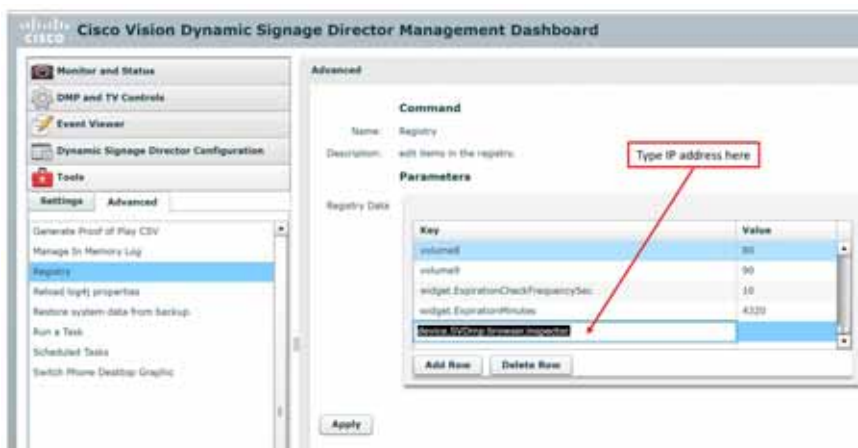 CISCO
Cisco Vision Dynamic Signage Director Management Dashboard
Monitor and Status
DMP and TV Controls
Event Viewer
Dynamic Signage Director Configuration
Tools
Settings
Advanced
Generate Proof of Play CSV
Manage In Memory Log
Registry
Reload log4j properties
Restore system data from backup
Run a Task
Scheduled Tasks
Switch Phone Desktop Graphic
Advanced
Command
Name: Registry
Description: edit items in the registry.
Type IP address here
Parameters
Registry Data
Key Value
volume8 80
volume9 90
widget.ExpirationCheckFrequencySec 10
widget.ExpirationMinutes 4320
device.SVDmp.browser.inspector
Add Row Delete Row
Apply